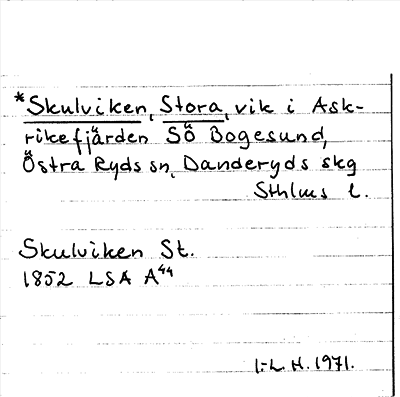 *Skulviken, Stora, vik i Ask-
rikefjärden SÖ Bogesund,
Östra Ryds sn, Danderyds skg
Sthlms l.
Skulviken St.
1852 LSA A44
I-L H. 1971.